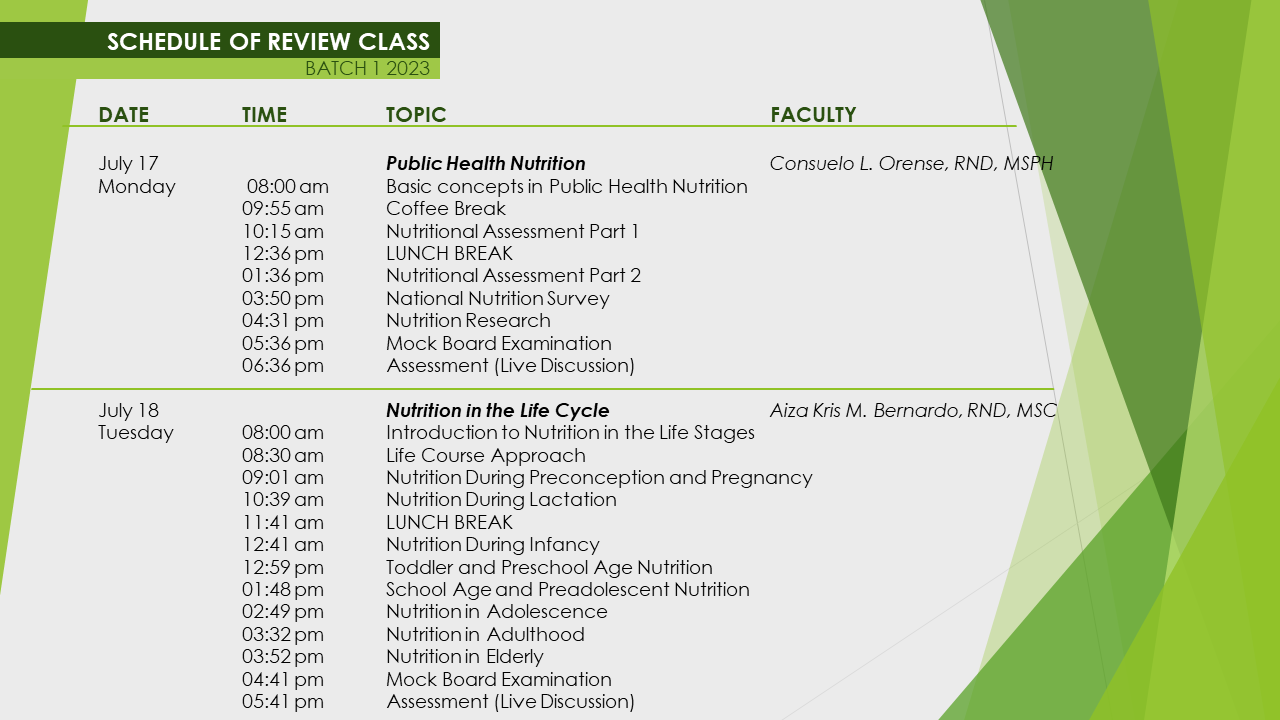 SCHEDULE OF REVIEW CLASS
BATCH 1 2023
DATE TIME TOPIC FACULTY
July 17 Public Health Nutrition Consuelo L. Orense, RND, MSPH
Monday 08:00 am Basic concepts in Public Health Nutrition
09:55 am Coffee Break
10:15 am Nutritional Assessment Part 1
12:36 pm LUNCH BREAK
01:36 pm Nutritional Assessment Part 2
03:50 pm National Nutrition Survey
04:31 pm Nutrition Research
05:36 pm Mock Board Examination
06:36 pm Assessment (Live Discussion)
July 18 Nutrition in the Life Cycle Aiza Kris M. Bernardo, RND, MSC
Tuesday 08:00 am Introduction to Nutrition in the Life Stages
08:30 am Life Course Approach
09:01 am Nutrition During Preconception and Pregnancy
10:39 am Nutrition During Lactation
11:41 am LUNCH BREAK
12:41 am Nutrition During Infancy
12:59 pm Toddler and Preschool Age Nutrition
01:48 pm School Age and Preadolescent Nutrition
02:49 pm Nutrition in Adolescence
03:32 pm Nutrition in Adulthood
03:52 pm Nutrition in Elderly
04:41 pm Mock Board Examination
05:41 pm Assessment (Live Discussion)